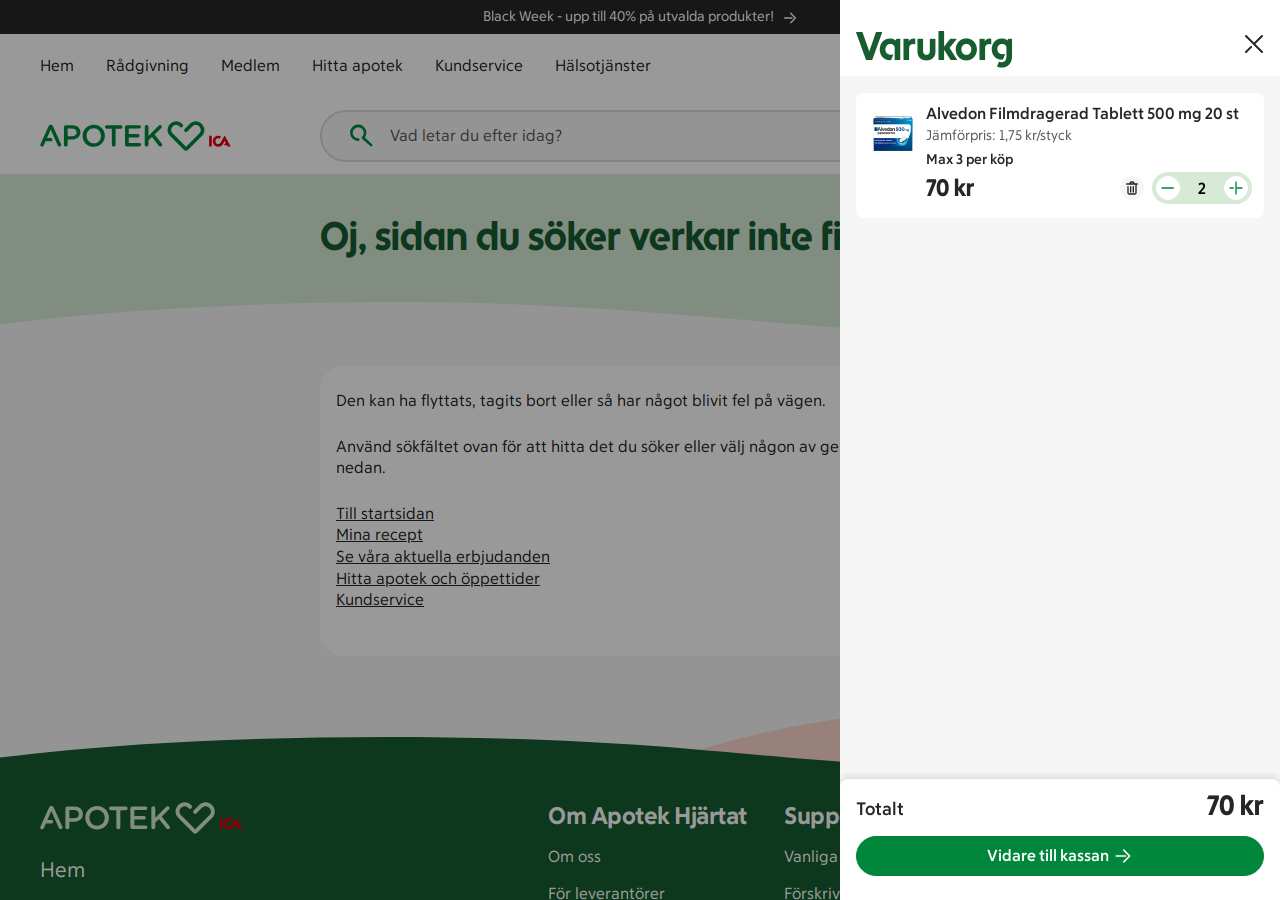 Black Week - upp till 40% på utvalda produkter!
Hem Rådgivning Medlem Hitta apotek Kundservice Hälsotjänster
APOTEK ICA
Vad letar du efter idag?
Oj, sidan du söker verkar inte fi
Den kan ha flyttats, tagits bort eller så har något blivit fel på vägen.
Använd sökfältet ovan för att hitta det du söker eller välj någon av ge
nedan.
Till startsidan
Mina recept
Se våra aktuella erbjudanden
Hitta apotek och öppettider
Kundservice
APOTEK ICA
Hem
Om Apotek Hjärtat
Om oss
För leverantörer
Supp
Vanliga
Förskriv
Varukorg
Alvedon Filmdragerad Tablett 500 mg 20 st
Jämförpris: 1,75 kr/styck
Max 3 per köp
70 kr
2
Totalt 70 kr
Vidare till kassan